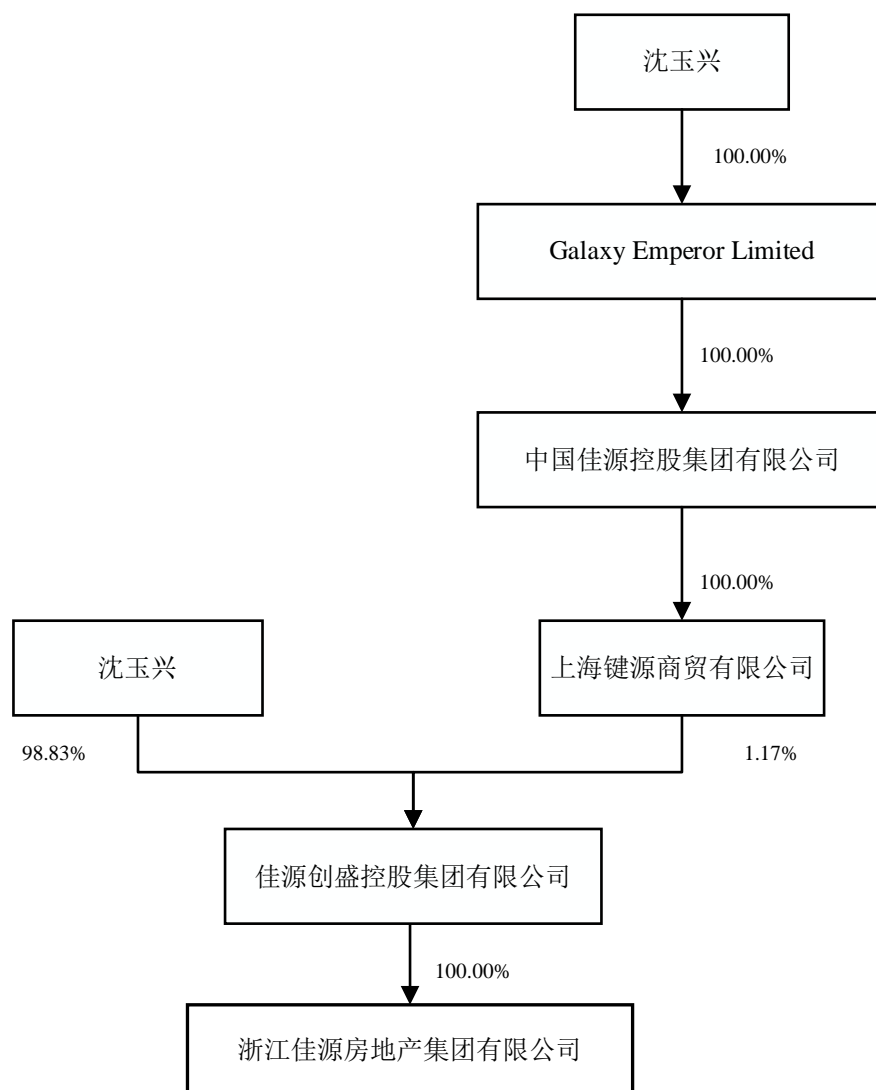 沈玉兴
100.00%
Galaxy Emperor Limited
100.00%
中国佳源控股集团有限公司
100.00%
沈玉兴
上海键源商贸有限公司
98.83%
1.17%
佳源创盛控股集团有限公司
100.00%
浙江佳源房地产集团有限公司